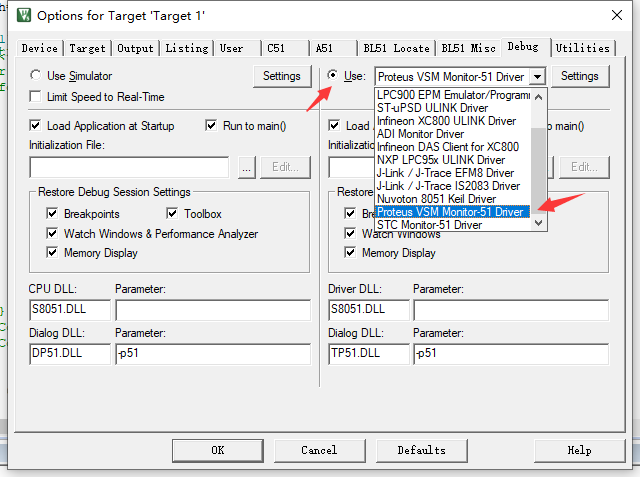 Options for Target 'Target 1'
Device Target Output Listing User C51 A51 BL51 Locate BL51 Misc Debug Utilities
Use Simulator Settings
Limit Speed to Real-Time
Use: Proteus VSM Monitor-51 Driver Settings
LPC900 EPM Emulator/Programm
ST-uPSD ULINK Driver
Infineon XC800 ULINK Driver
ADI Monitor Driver
Infineon DAS Client for XC800
NXP LPC95x ULINK Driver
J-Link / J-Trace EFM8 Driver
J-Link / J-Trace IS2083 Driver
Nuvoton 8051 Keil Driver
Proteus VSM Monitor-51 Driver
STC Monitor-51 Driver
Load Application at Startup Run to main()
Initialization File:
... Edit...
Restore Debug Session Settings
Breakpoints Toolbox
Watch Windows & Performance Analyzer
Memory Display
Load to main()
Initializatio
Edit...
Restore
Bre
Watch Windows
Memory Display
CPU DLL: Parameter:
S8051.DLL
Dialog DLL: Parameter:
DP51.DLL -p51
Driver DLL: Parameter:
S8051.DLL
Dialog DLL: Parameter:
TP51.DLL -p51
OK Cancel Defaults Help